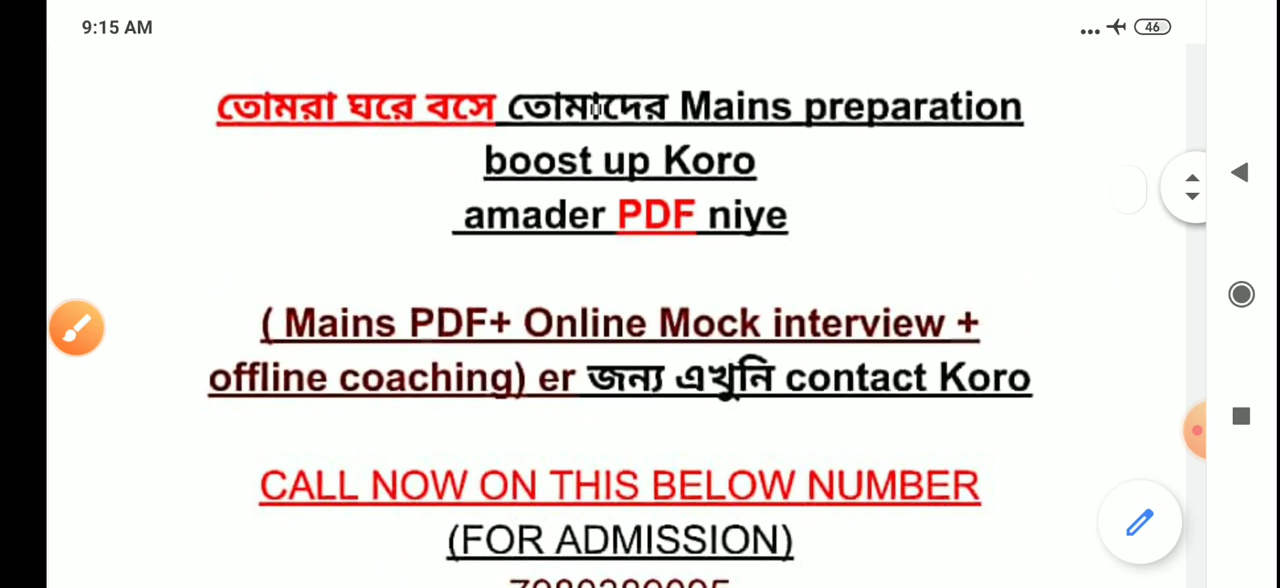 9:15 AM
46
তোমরা ঘরে বসে তোমাদের Mains preparation
boost up Koro
amader PDF niye
( Mains PDF+ Online Mock interview +
offline coaching) er জন্য এখুনি contact Koro
CALL NOW ON THIS BELOW NUMBER
(FOR ADMISSION)